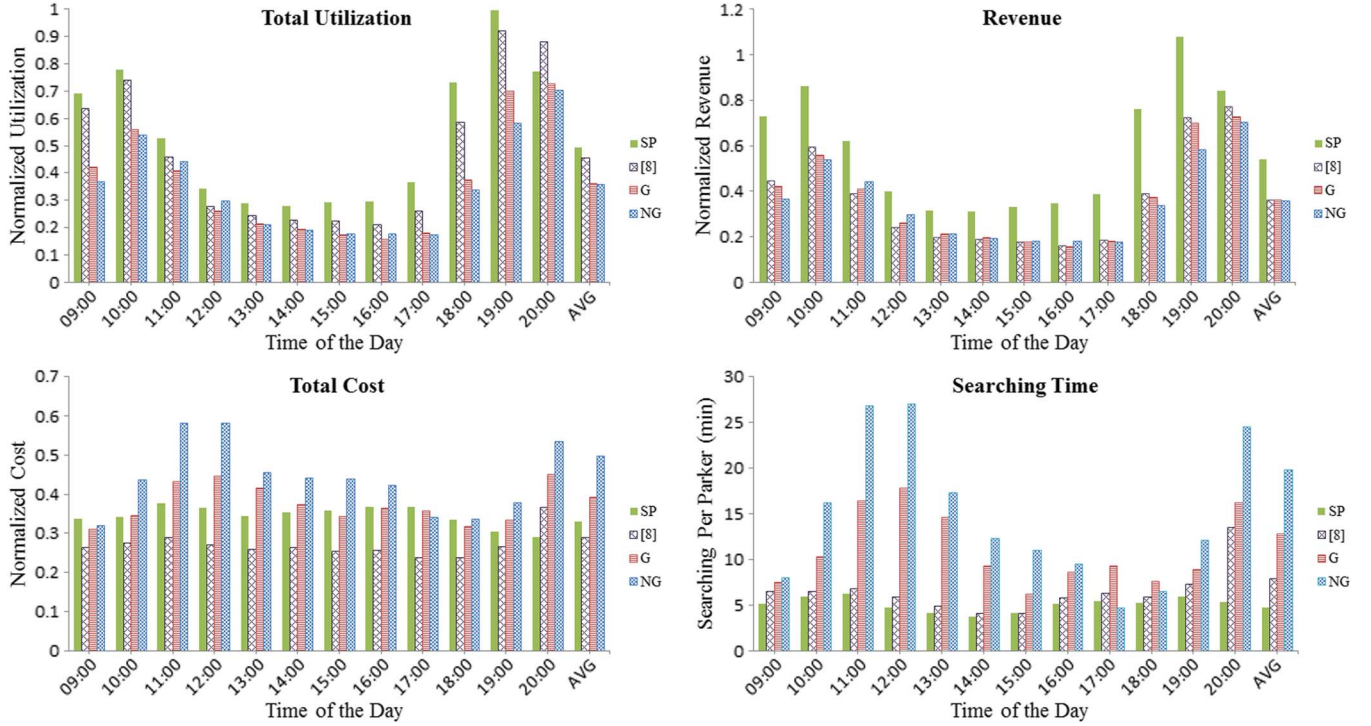 Total Utilization
Normalized Utilization
1
0.9
0.8
0.7
0.6
0.5
0.4
0.3
0.2
0.1
0
09:00 10:00 11:00 12:00 13:00 14:00 15:00 16:00 17:00 18:00 19:00 20:00 AVG
Time of the Day
SP
[8]
G
NG
Revenue
Normalized Revenue
1.2
1
0.8
0.6
0.4
0.2
0
09:00 10:00 11:00 12:00 13:00 14:00 15:00 16:00 17:00 18:00 19:00 20:00 AVG
Time of the Day
SP
[8]
G
NG
Total Cost
Normalized Cost
0.7
0.6
0.5
0.4
0.3
0.2
0.1
0
09:00 10:00 11:00 12:00 13:00 14:00 15:00 16:00 17:00 18:00 19:00 20:00 AVG
Time of the Day
SP
[8]
G
NG
Searching Time
Searching Per Parker (min)
30
25
20
15
10
5
0
09:00 10:00 11:00 12:00 13:00 14:00 15:00 16:00 17:00 18:00 19:00 20:00 AVG
Time of the Day
SP
[8]
G
NG